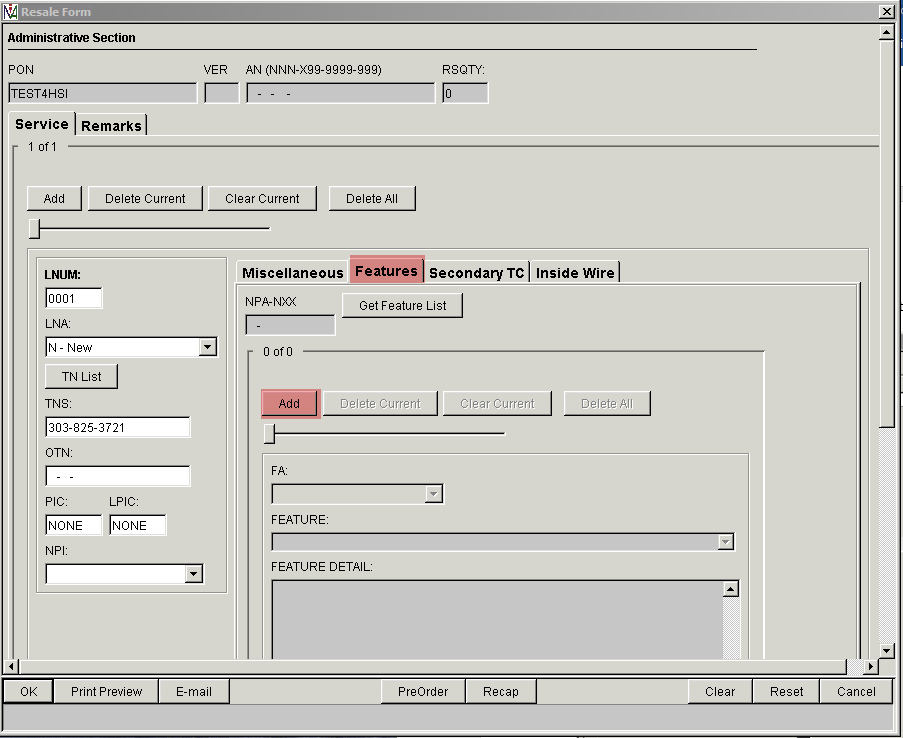 Resale Form
Administrative Section
PON VER AN (NNN-X99-9999-999) RSQTY:
TEST4HSI - - - 0
Service Remarks
1 of 1
Add Delete Current Clear Current Delete All
LNUM:
0001
LNA:
N - New
TN List
TNS:
303-825-3721
OTN:
- -
PIC: LPIC:
NONE NONE
NPI:
Miscellaneous Features Secondary TC Inside Wire
NPA-NXX Get Feature List
-
0 of 0
Add Delete Current Clear Current Delete All
FA:
FEATURE:
FEATURE DETAIL:
OK Print Preview E-mail PreOrder Recap Clear Reset Cancel